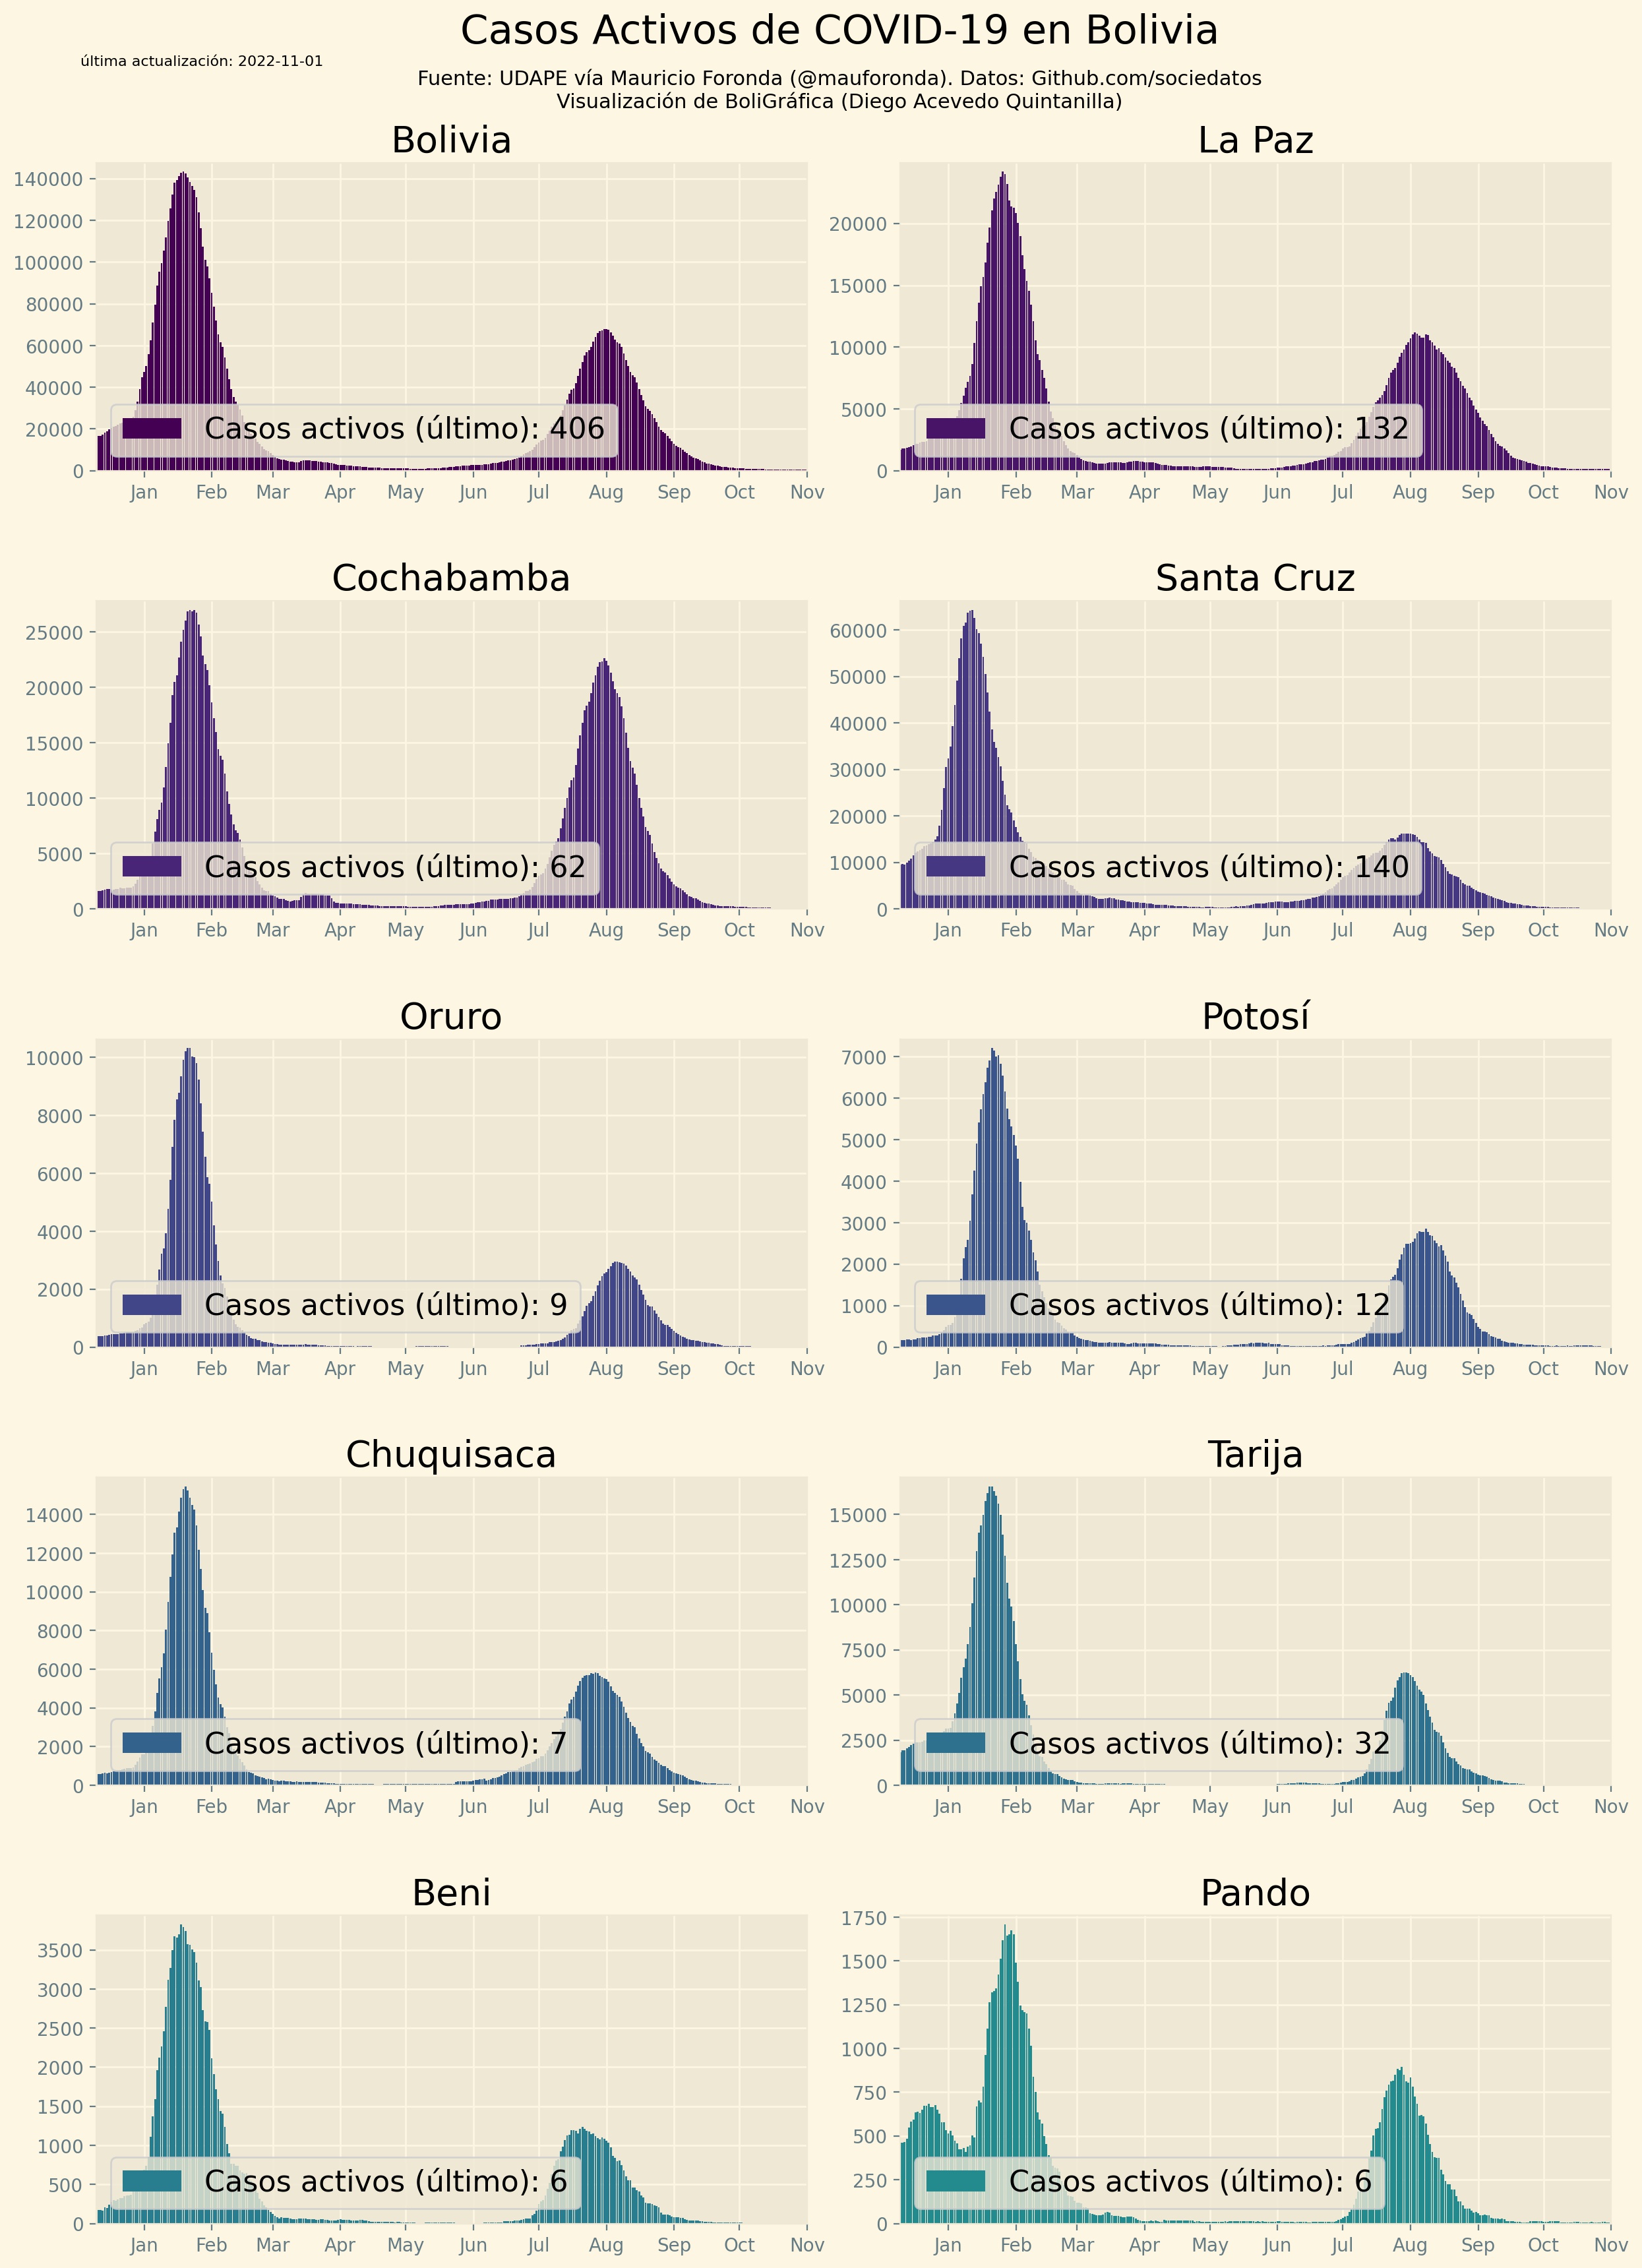 Casos Activos de COVID-19 en Bolivia
última actualización: 2022-11-01
Fuente: UDAPE vía Mauricio Foronda (@mauforonda). Datos: Github.com/sociedatos
Visualización de BoliGráfica (Diego Acevedo Quintanilla)
Bolivia
140000
120000
100000
80000
60000
40000
20000
0
Casos activos (último): 406
Jan Feb Mar Apr May Jun Jul Aug Sep Oct Nov
La Paz
20000
15000
10000
5000
0
Casos activos (último): 132
Jan Feb Mar Apr May Jun Jul Aug Sep Oct Nov
Cochabamba
25000
20000
15000
10000
5000
0
Casos activos (último): 62
Jan Feb Mar Apr May Jun Jul Aug Sep Oct Nov
Santa Cruz
60000
50000
40000
30000
20000
10000
0
Casos activos (último): 140
Jan Feb Mar Apr May Jun Jul Aug Sep Oct Nov
Oruro
10000
8000
6000
4000
2000
0
Casos activos (último): 9
Jan Feb Mar Apr May Jun Jul Aug Sep Oct Nov
Potosí
7000
6000
5000
4000
3000
2000
1000
0
Casos activos (último): 12
Jan Feb Mar Apr May Jun Jul Aug Sep Oct Nov
Chuquisaca
14000
12000
10000
8000
6000
4000
2000
0
Casos activos (último): 7
Jan Feb Mar Apr May Jun Jul Aug Sep Oct Nov
Tarija
15000
12500
10000
7500
5000
2500
0
Casos activos (último): 32
Jan Feb Mar Apr May Jun Jul Aug Sep Oct Nov
Beni
3500
3000
2500
2000
1500
1000
500
0
Casos activos (último): 6
Jan Feb Mar Apr May Jun Jul Aug Sep Oct Nov
Pando
1750
1500
1250
1000
750
500
250
0
Casos activos (último): 6
Jan Feb Mar Apr May Jun Jul Aug Sep Oct Nov